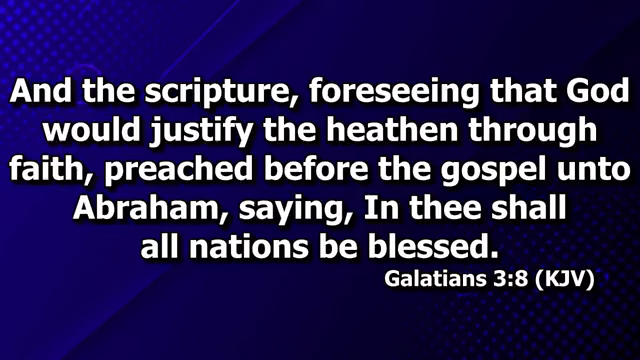 And the scripture, foreseeing that God
would justify the heathen through
faith, preached before the gospel unto
Abraham, saying, In thee shall
all nations be blessed.
Galatians 3:8 (KJV)